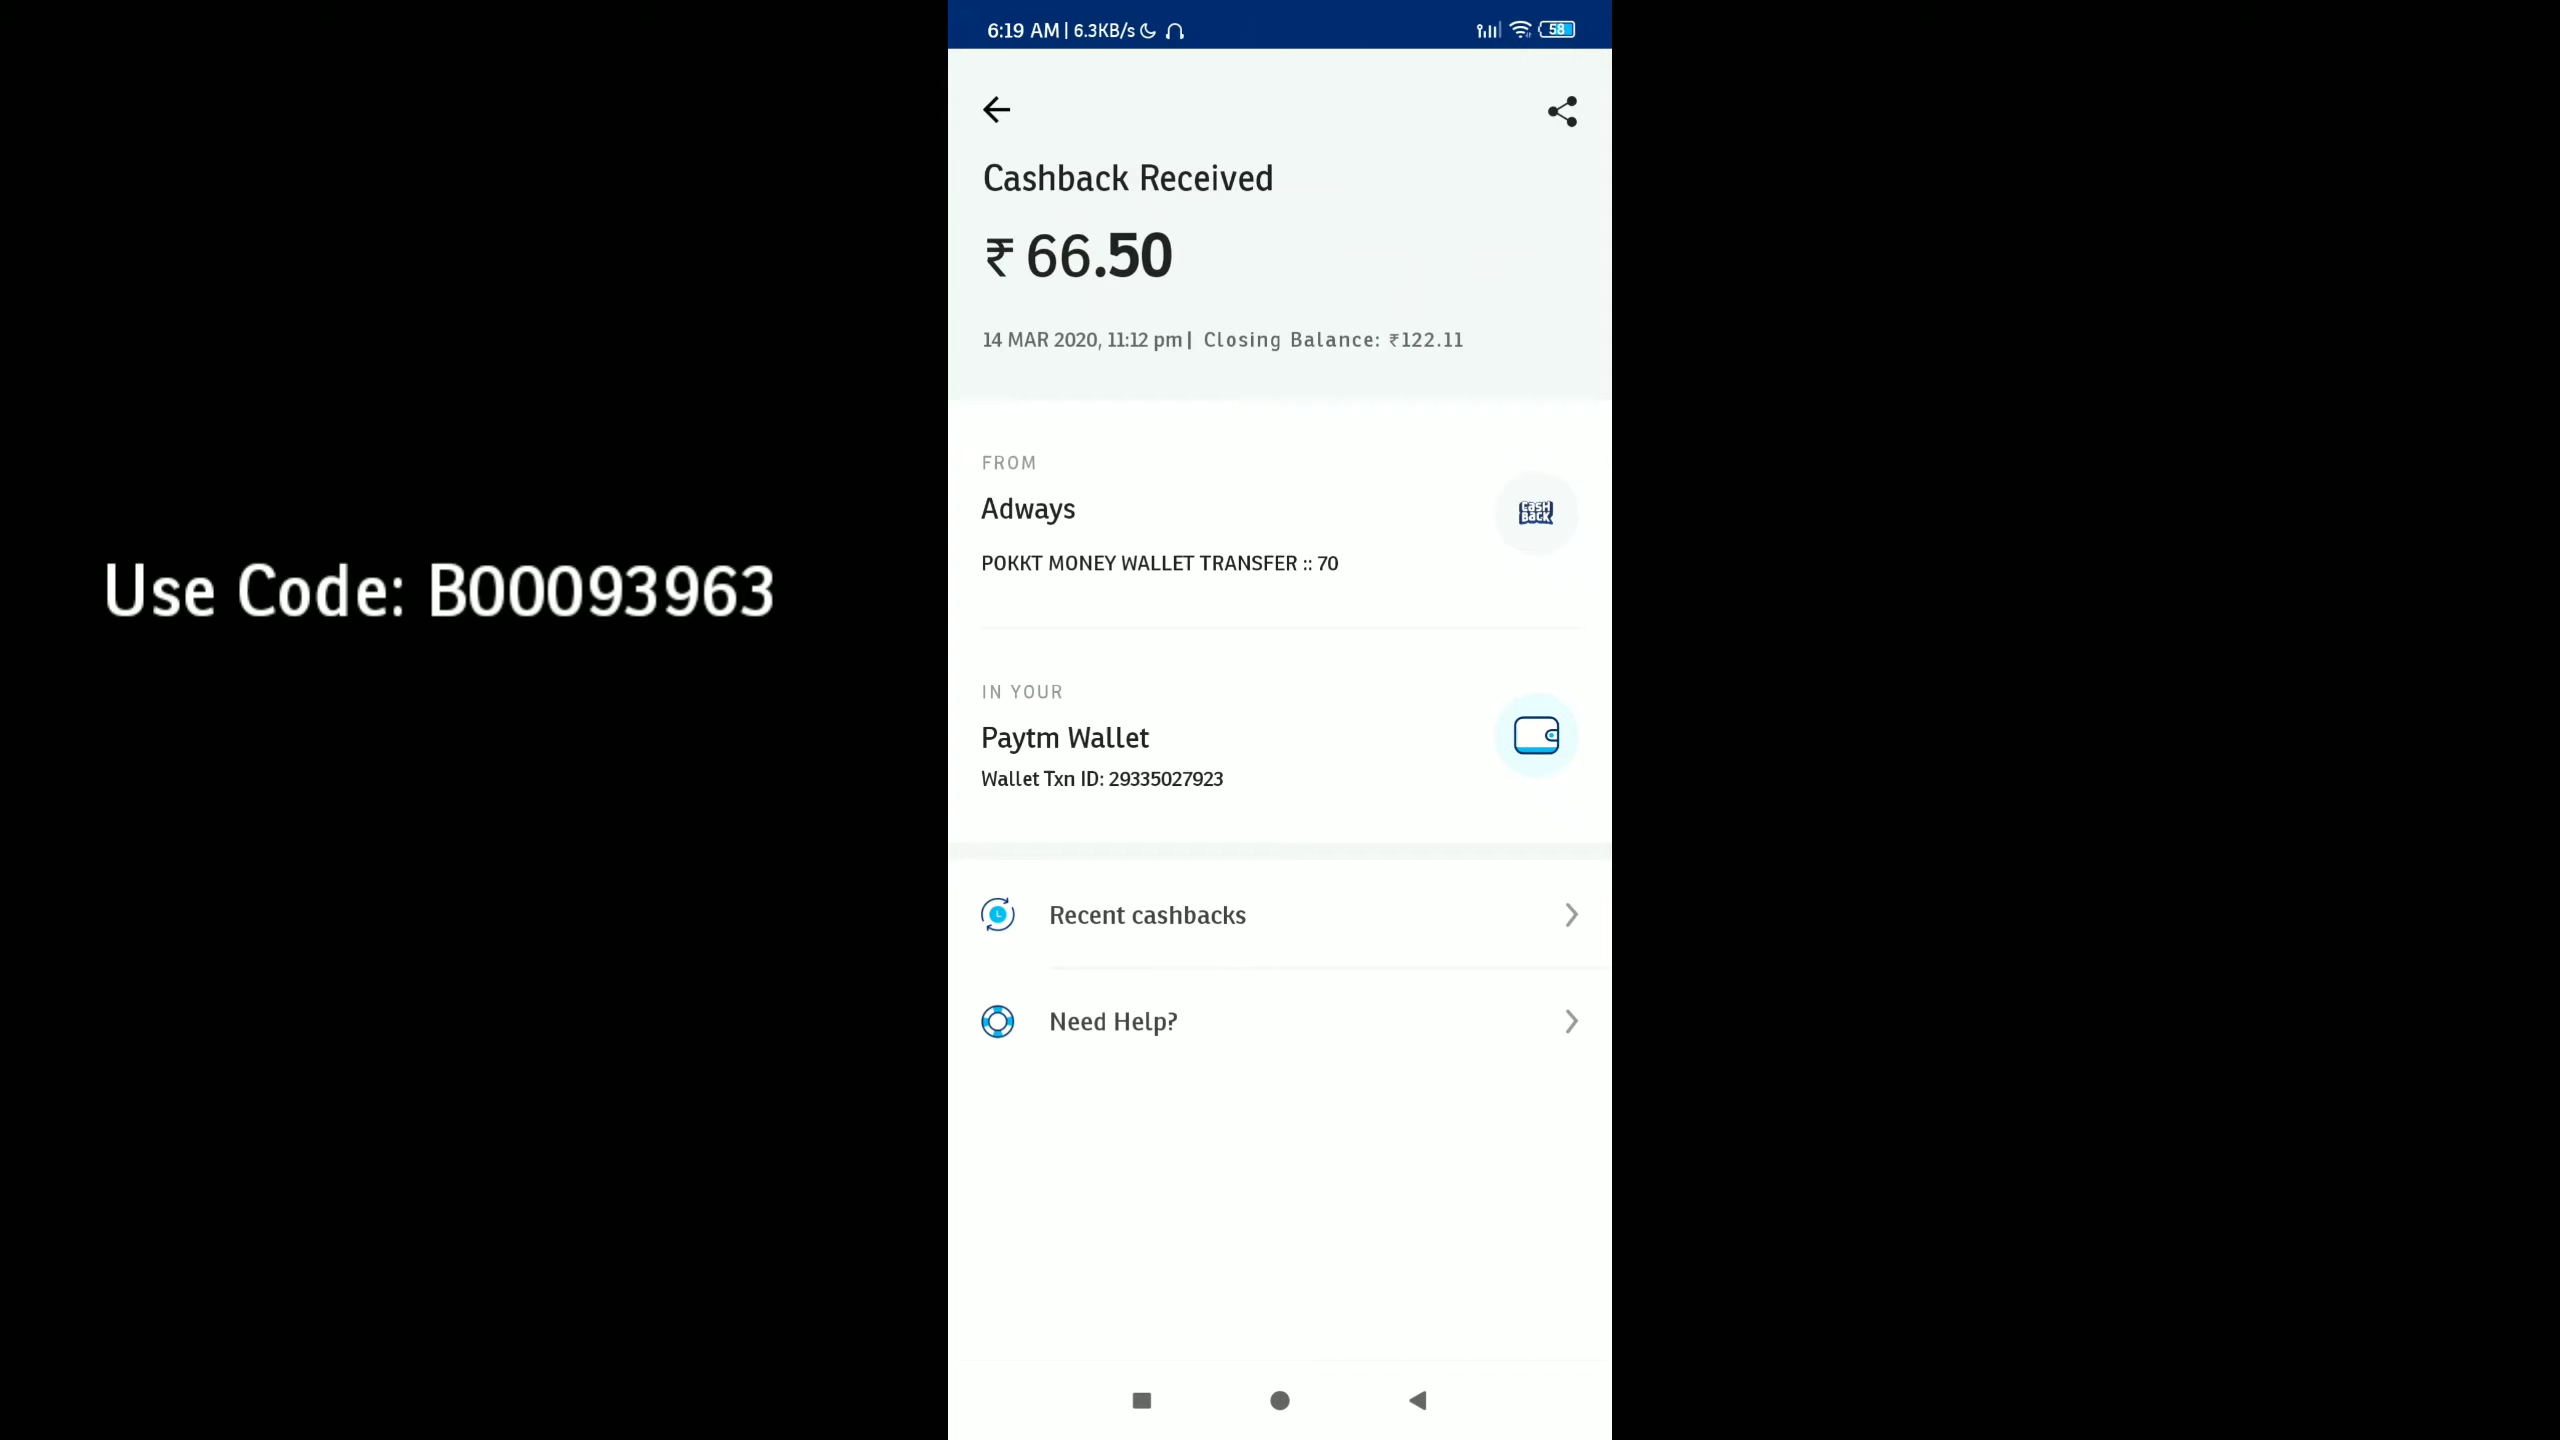 6:19 AM | 6.3KB/s
58
Cashback Received
₹ 66.50
14 MAR 2020, 11:12 pm | Closing Balance: ₹122.11
FROM
Adways
CASH BACK
POKKT MONEY WALLET TRANSFER :: 70
Use Code: B00093963
IN YOUR
Paytm Wallet
Wallet Txn ID: 29335027923
Recent cashbacks
Need Help?